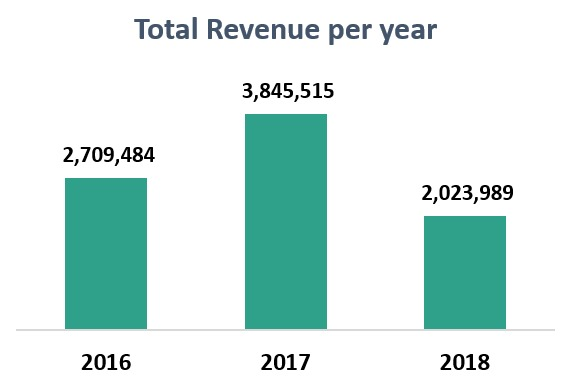 Total Revenue per year
3,845,515
2,709,484
2,023,989
2016 2017 2018